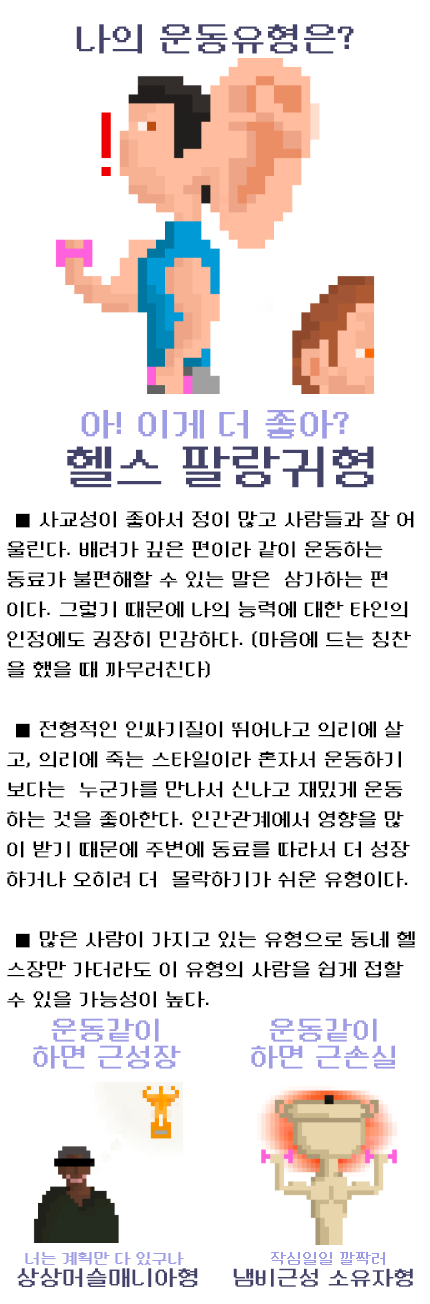 나의 운동유형은?
!
아! 이게 더 좋아?
헬스 팔랑귀형
■ 사교성이 좋아서 정이 많고 사람들과 잘 어
울린다. 배려가 깊은 편이라 같이 운동하는
동료가 불편해할 수 있는 말은 삼가하는 편
이다. 그렇기 때문에 나의 능력에 대한 타인의
인정에도 굉장히 민감하다. (마음에 드는 칭찬
을 했을 때 까무러친다)
■ 전형적인 인싸기질이 뛰어나고 의리에 살
고, 의리에 죽는 스타일이라 혼자서 운동하기
보다는 누군가를 만나서 신나고 재밌게 운동
하는 것을 좋아한다. 인간관계에서 영향을 많
이 받기 때문에 주변에 동료를 따라서 더 성장
하거나 오히려 더 몰락하기가 쉬운 유형이다.
■ 많은 사람이 가지고 있는 유형으로 동네 헬
스장만 가더라도 이 유형의 사람을 쉽게 접할
수 있을 가능성이 높다.
운동같이
하면 근성장
너는 계획만 다 있구나
상상머슬매니아형
운동같이
하면 근손실
작심일일 깔짝러
냄비근성 소유자형